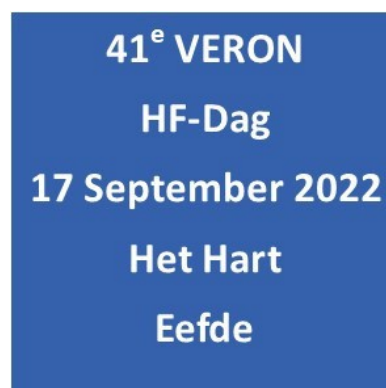 41e VERON
HF-Dag
17 September 2022
Het Hart
Eefde